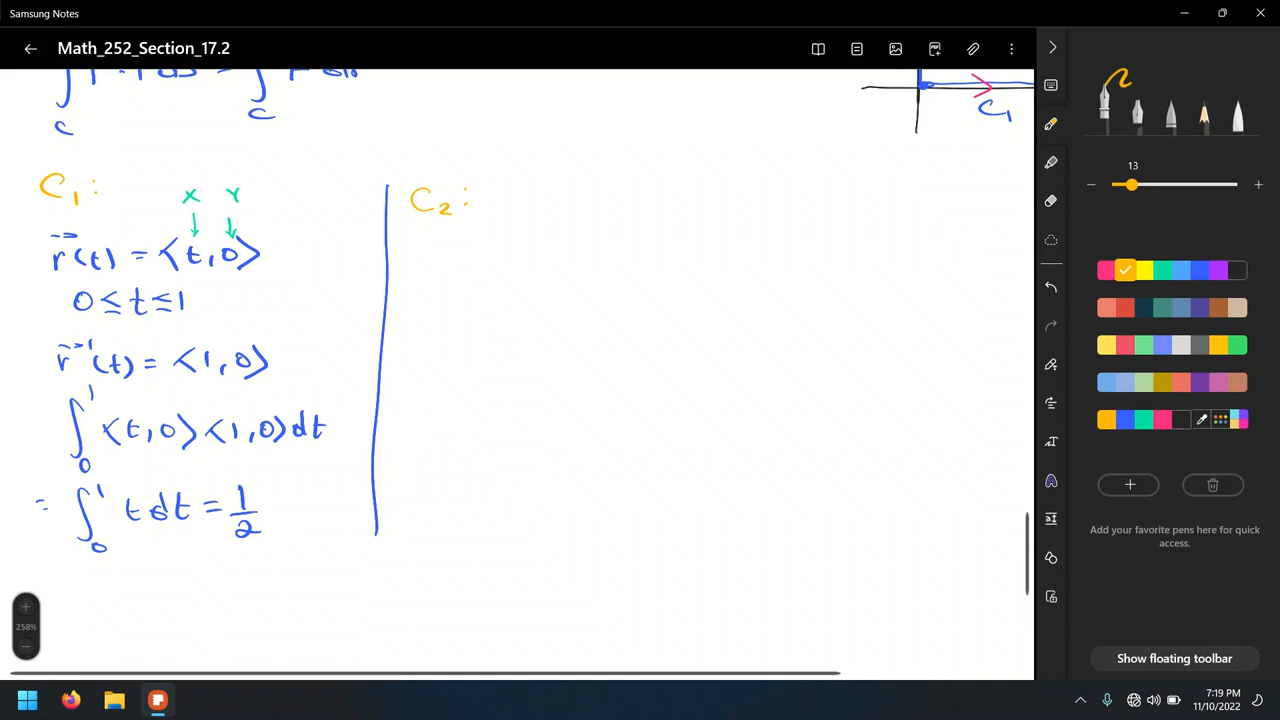 Samsung Notes
Math_252_Section_17.2
C
C
C₁
C₁:
x y
↓ ↓
r⃗(t) = <t, 0>
0 ≤ t ≤ 1
r⃗'(t) = <1, 0>
∫₀¹ <t, 0> <1, 0> dt
= ∫₀¹ t dt = 1/2
C₂:
13
Add your favorite pens here for quick
access.
Show floating toolbar
258%
7:19 PM
11/10/2022